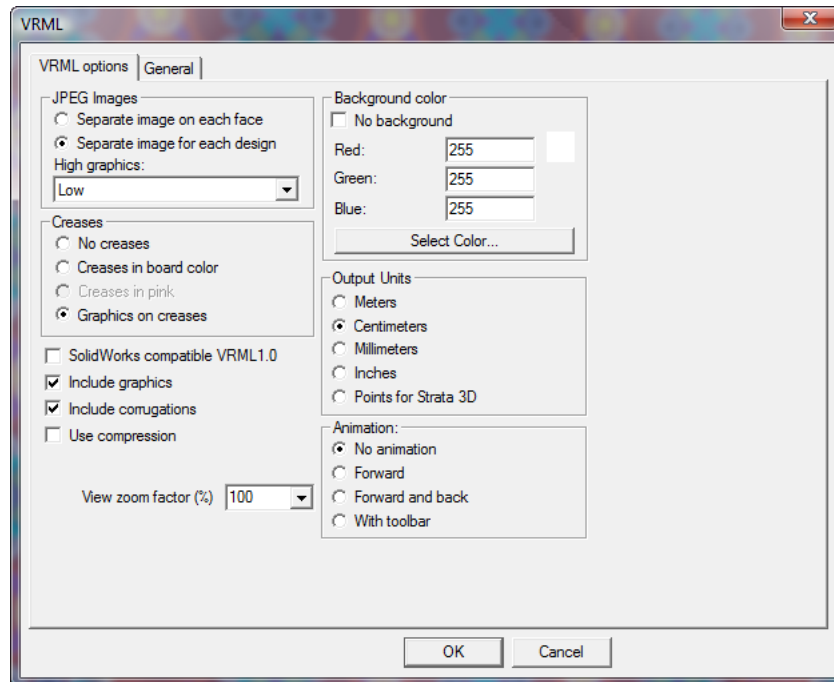 VRML
VRML options
General
JPEG Images
Separate image on each face
Separate image for each design
High graphics:
Low
Creases
No creases
Creases in board color
Creases in pink
Graphics on creases
SolidWorks compatible VRML1.0
Include graphics
Include corrugations
Use compression
View zoom factor (%) 100
Background color
No background
Red: 255
Green: 255
Blue: 255
Select Color...
Output Units
Meters
Centimeters
Millimeters
Inches
Points for Strata 3D
Animation:
No animation
Forward
Forward and back
With toolbar
OK
Cancel